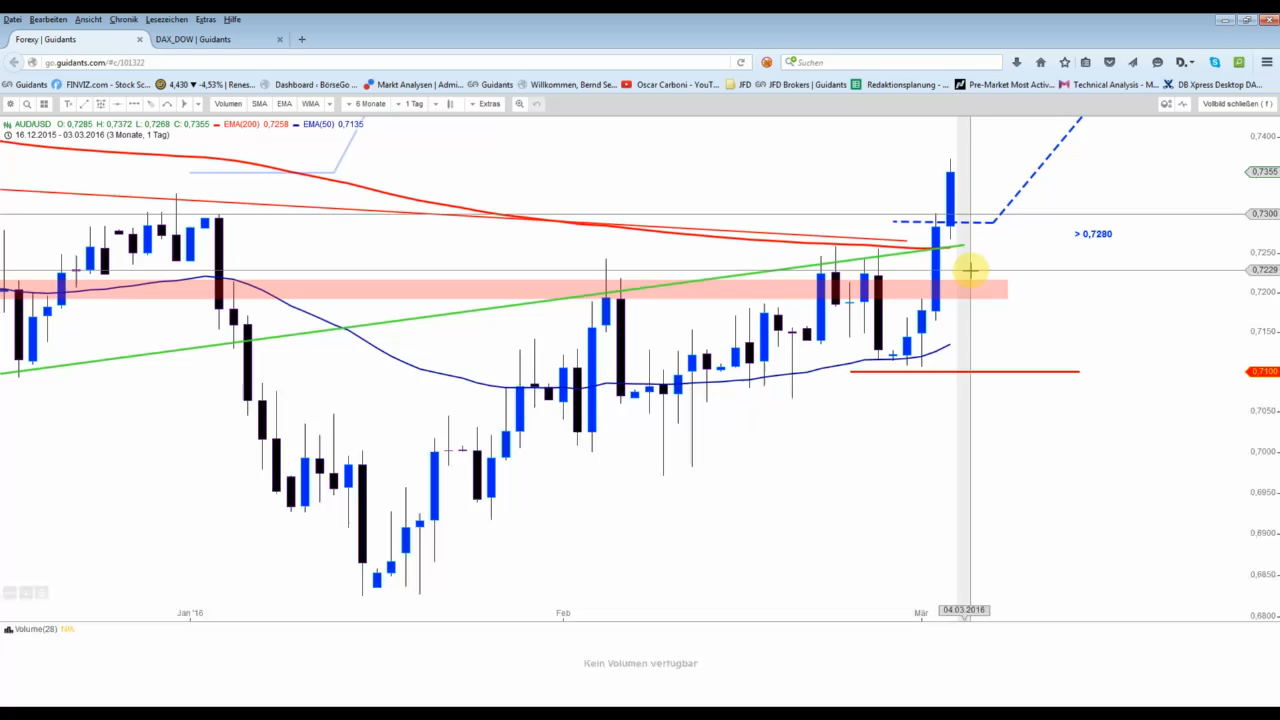 Datei Bearbeiten Ansicht Chronik Lesezeichen Extras Hilfe
Forexy | Guidants × DAX_DOW | Guidants × +
go.guidants.com/#c/101322 Suchen
Guidants FINVIZ.com - Stock Sc... 4,430 -4,53% | Renes... Dashboard ‹ BörseGo ... Markt Analysen | Admi... Guidants Willkommen, Bernd Se... Oscar Carboni - YouT... JFD JFD Brokers | Guidants Redaktionsplanung - ... Pre-Market Most Activ... Technical Analysis - M... DB Xpress Desktop DA...
Volumen SMA EMA WMA 6 Monate 1 Tag Extras Vollbild schließen ( f )
AUD/USD O: 0,7285 H: 0,7372 L: 0,7268 C: 0,7355 EMA(200) 0,7258 EMA(50) 0,7135
16.12.2015 - 03.03.2016 (3 Monate, 1 Tag)
0,7400
0,7355
0,7300
> 0,7280
0,7250
0,7229
0,7200
0,7150
0,7100
0,7050
0,7000
0,6950
0,6900
0,6850
0,6800
Jan '16 Feb Mär 04.03.2016
Volume(28) N/A
Kein Volumen verfügbar